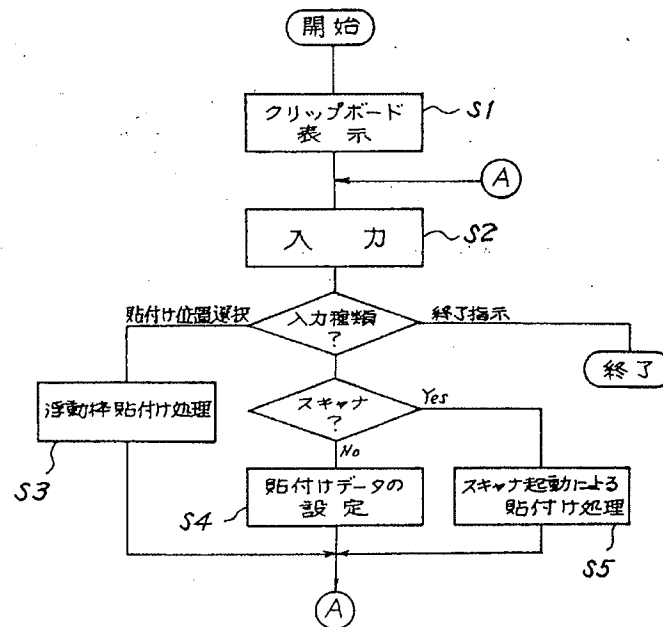 開始
クリップボード
表示
S1
A
入力
S2
貼付け位置選択
入力種類
?
終了指示
終了
浮動枠貼付け処理
S3
スキャナ
?
Yes
No
貼付けデータの
設定
S4
スキャナ起動による
貼付け処理
S5
A